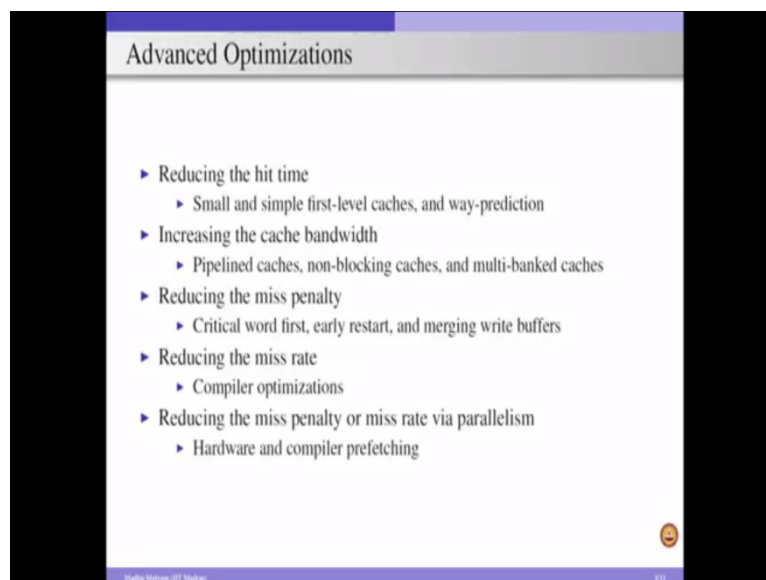 Advanced Optimizations
Reducing the hit time
Small and simple first-level caches, and way-prediction
Increasing the cache bandwidth
Pipelined caches, non-blocking caches, and multi-banked caches
Reducing the miss penalty
Critical word first, early restart, and merging write buffers
Reducing the miss rate
Compiler optimizations
Reducing the miss penalty or miss rate via parallelism
Hardware and compiler prefetching